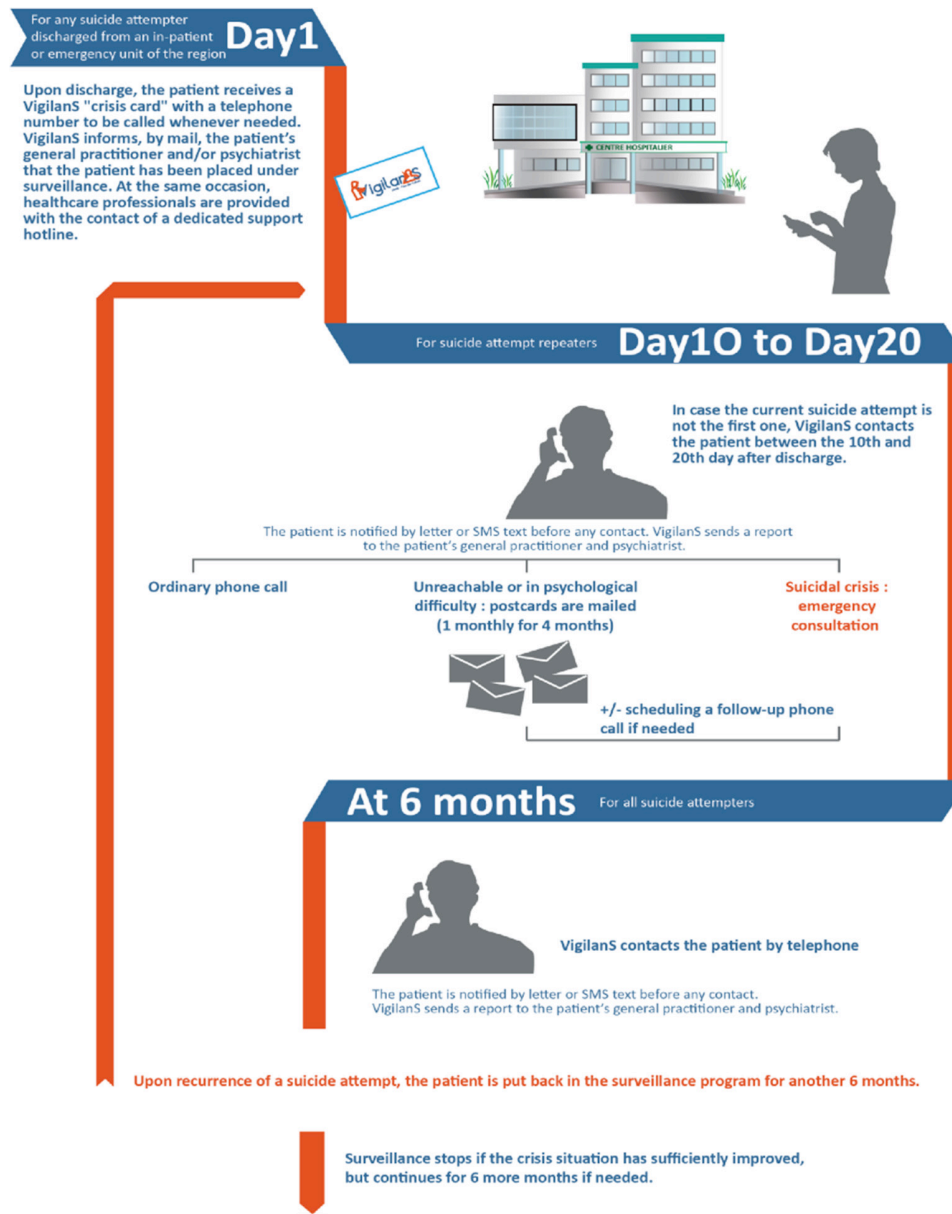 For any suicide attempter
discharged from an in-patient
or emergency unit of the region
Day1
Upon discharge, the patient receives a
VigilanS "crisis card" with a telephone
number to be called whenever needed.
VigilanS informs, by mail, the patient's
general practitioner and/or psychiatrist
that the patient has been placed under
surveillance. At the same occasion,
healthcare professionals are provided
with the contact of a dedicated support
hotline.
VigilanS
CENTRE HOSPITALIER
For suicide attempt repeaters Day1O to Day20
In case the current suicide attempt is
not the first one, VigilanS contacts
the patient between the 10th and
20th day after discharge.
The patient is notified by letter or SMS text before any contact. VigilanS sends a report
to the patient's general practitioner and psychiatrist.
Ordinary phone call
Unreachable or in psychological
difficulty : postcards are mailed
(1 monthly for 4 months)
Suicidal crisis :
emergency
consultation
+/- scheduling a follow-up phone
call if needed
At 6 months For all suicide attempters
VigilanS contacts the patient by telephone
The patient is notified by letter or SMS text before any contact.
VigilanS sends a report to the patient's general practitioner and psychiatrist.
Upon recurrence of a suicide attempt, the patient is put back in the surveillance program for another 6 months.
Surveillance stops if the crisis situation has sufficiently improved,
but continues for 6 more months if needed.